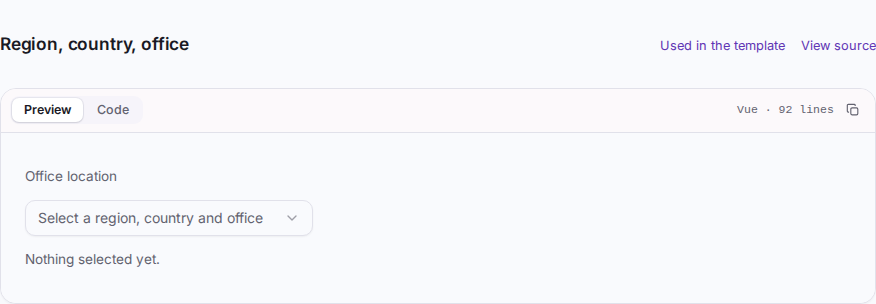 Region, country, office
Used in the template View source
Preview Code
Vue · 92 lines
Office location
Select a region, country and office
Nothing selected yet.